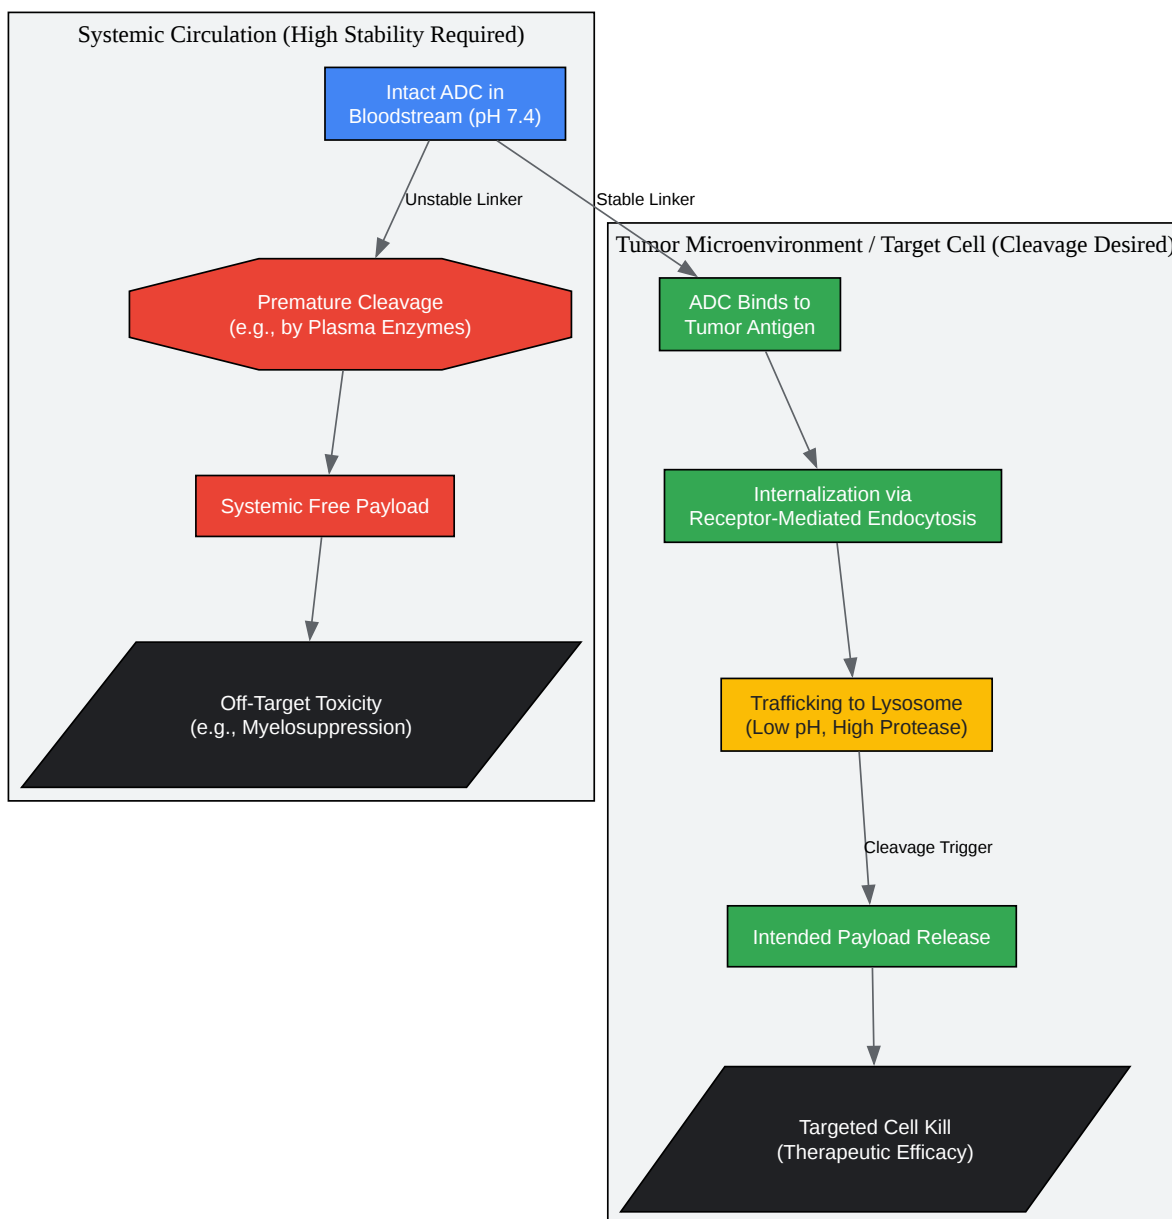 Systemic Circulation (High Stability Required)
Intact ADC in
Bloodstream (pH 7.4)
Unstable Linker
Stable Linker
Premature Cleavage
(e.g., by Plasma Enzymes)
Systemic Free Payload
Off-Target Toxicity
(e.g., Myelosuppression)
Tumor Microenvironment / Target Cell (Cleavage Desired)
ADC Binds to
Tumor Antigen
Internalization via
Receptor-Mediated Endocytosis
Trafficking to Lysosome
(Low pH, High Protease)
Cleavage Trigger
Intended Payload Release
Targeted Cell Kill
(Therapeutic Efficacy)